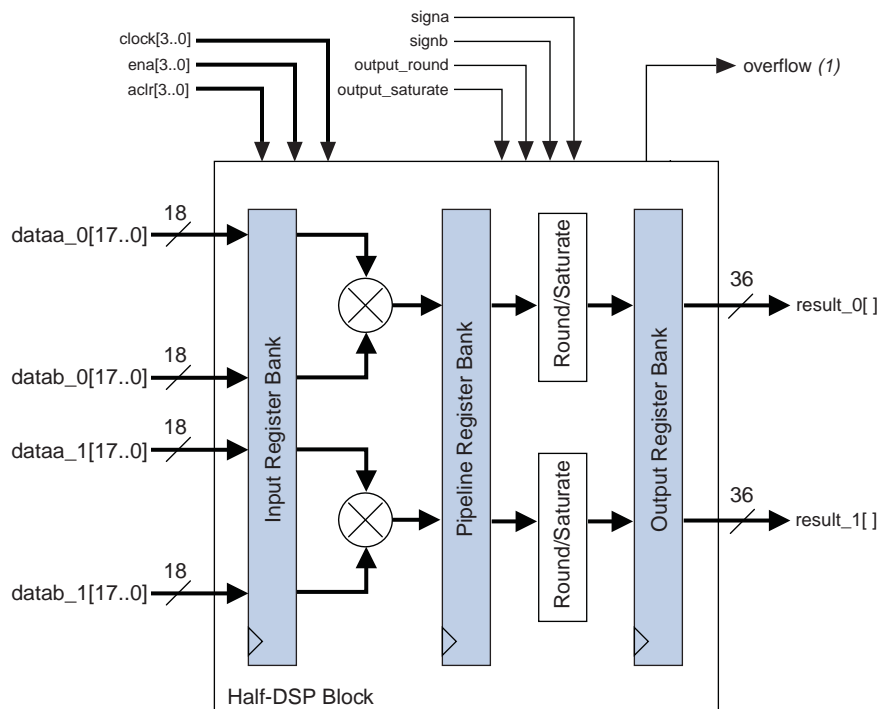 signa
clock[3..0]
signb
ena[3..0]
output_round
overflow (1)
aclr[3..0]
output_saturate
18
dataa_0[17..0]
Input Register Bank
Pipeline Register Bank
Round/Saturate
Output Register Bank
36
result_0[ ]
18
datab_0[17..0]
18
dataa_1[17..0]
Round/Saturate
36
result_1[ ]
18
datab_1[17..0]
Half-DSP Block